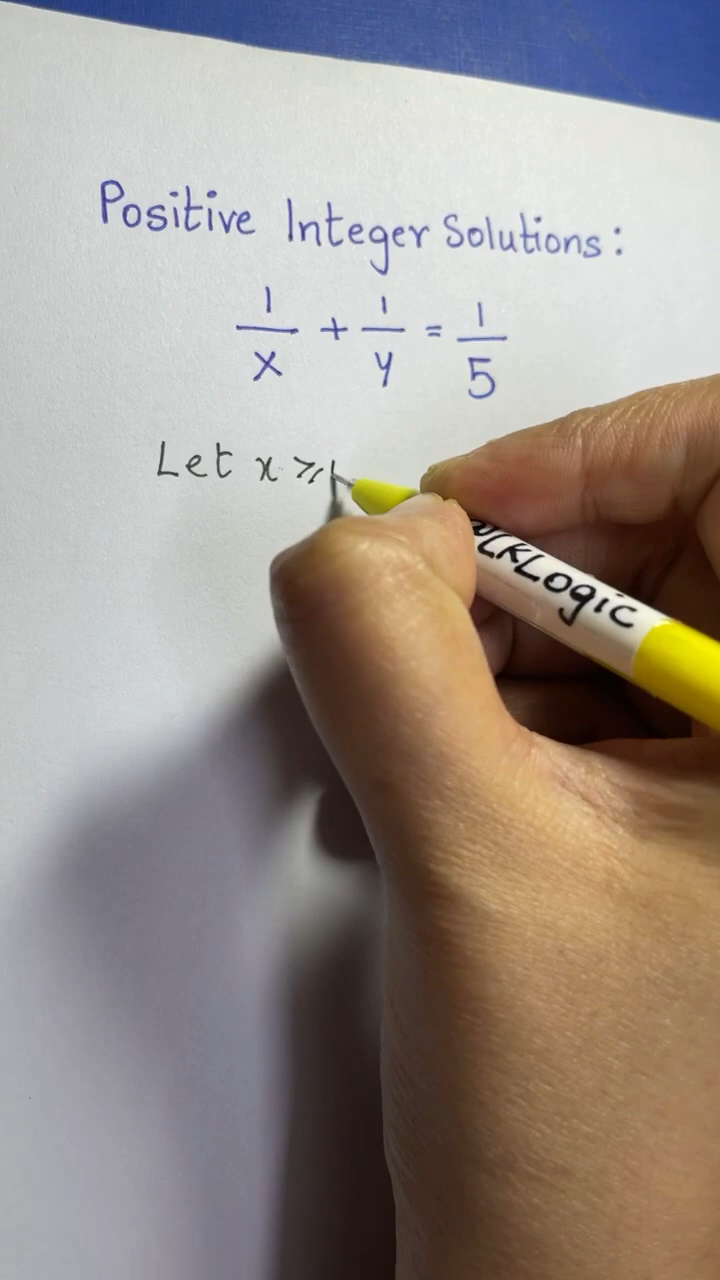 Positive Integer Solutions:
1/x + 1/y = 1/5
Let x ⩾
LKLogic